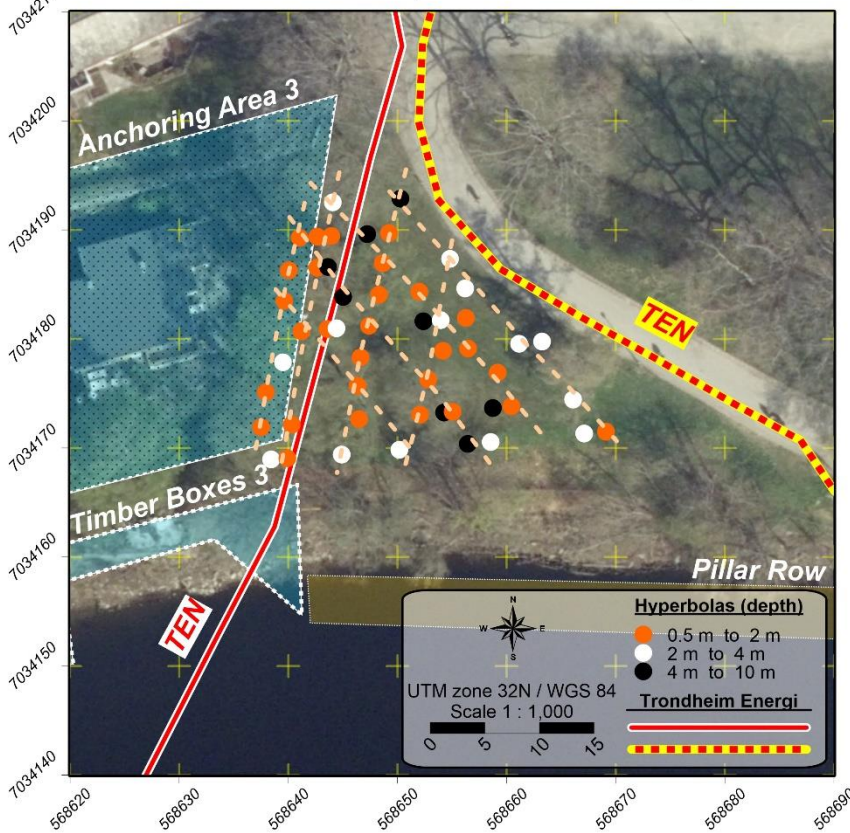 7034210
7034200
7034190
7034180
7034170
7034160
7034150
7034140
Anchoring Area 3
TEN
Timber Boxes 3
TEN
Pillar Row
N
W E
S
UTM zone 32N / WGS 84
Scale 1 : 1,000
0 5 10 15
Hyperbolas (depth)
0.5 m to 2 m
2 m to 4 m
4 m to 10 m
Trondheim Energi
568620 568630 568640 568650 568660 568670 568680 568690